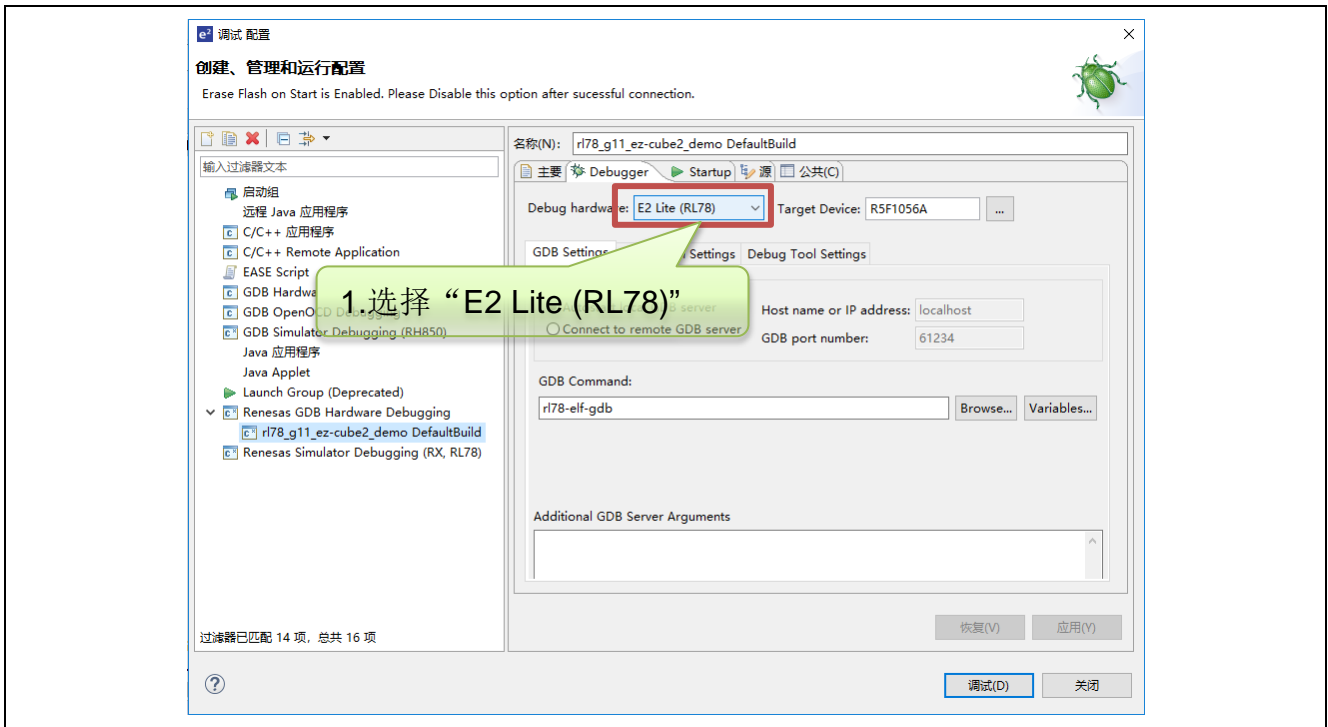 e² 调试 配置
创建、管理和运行配置
Erase Flash on Start is Enabled. Please Disable this option after sucessful connection.
输入过滤器文本
启动组
远程 Java 应用程序
C/C++ 应用程序
C/C++ Remote Application
EASE Script
GDB Hardwa
GDB OpenOCD Debugging
GDB Simulator Debugging (RH850)
Java 应用程序
Java Applet
Launch Group (Deprecated)
Renesas GDB Hardware Debugging
rl78_g11_ez-cube2_demo DefaultBuild
Renesas Simulator Debugging (RX, RL78)
过滤器已匹配 14 项，总共 16 项
名称(N): rl78_g11_ez-cube2_demo DefaultBuild
主要 Debugger Startup 源 公共(C)
Debug hardware: E2 Lite (RL78) Target Device: R5F1056A ...
GDB Settings Settings Debug Tool Settings
1.选择“E2 Lite (RL78)”
server
Connect to remote GDB server
Host name or IP address: localhost
GDB port number: 61234
GDB Command:
rl78-elf-gdb Browse... Variables...
Additional GDB Server Arguments
恢复(V) 应用(Y)
调试(D) 关闭